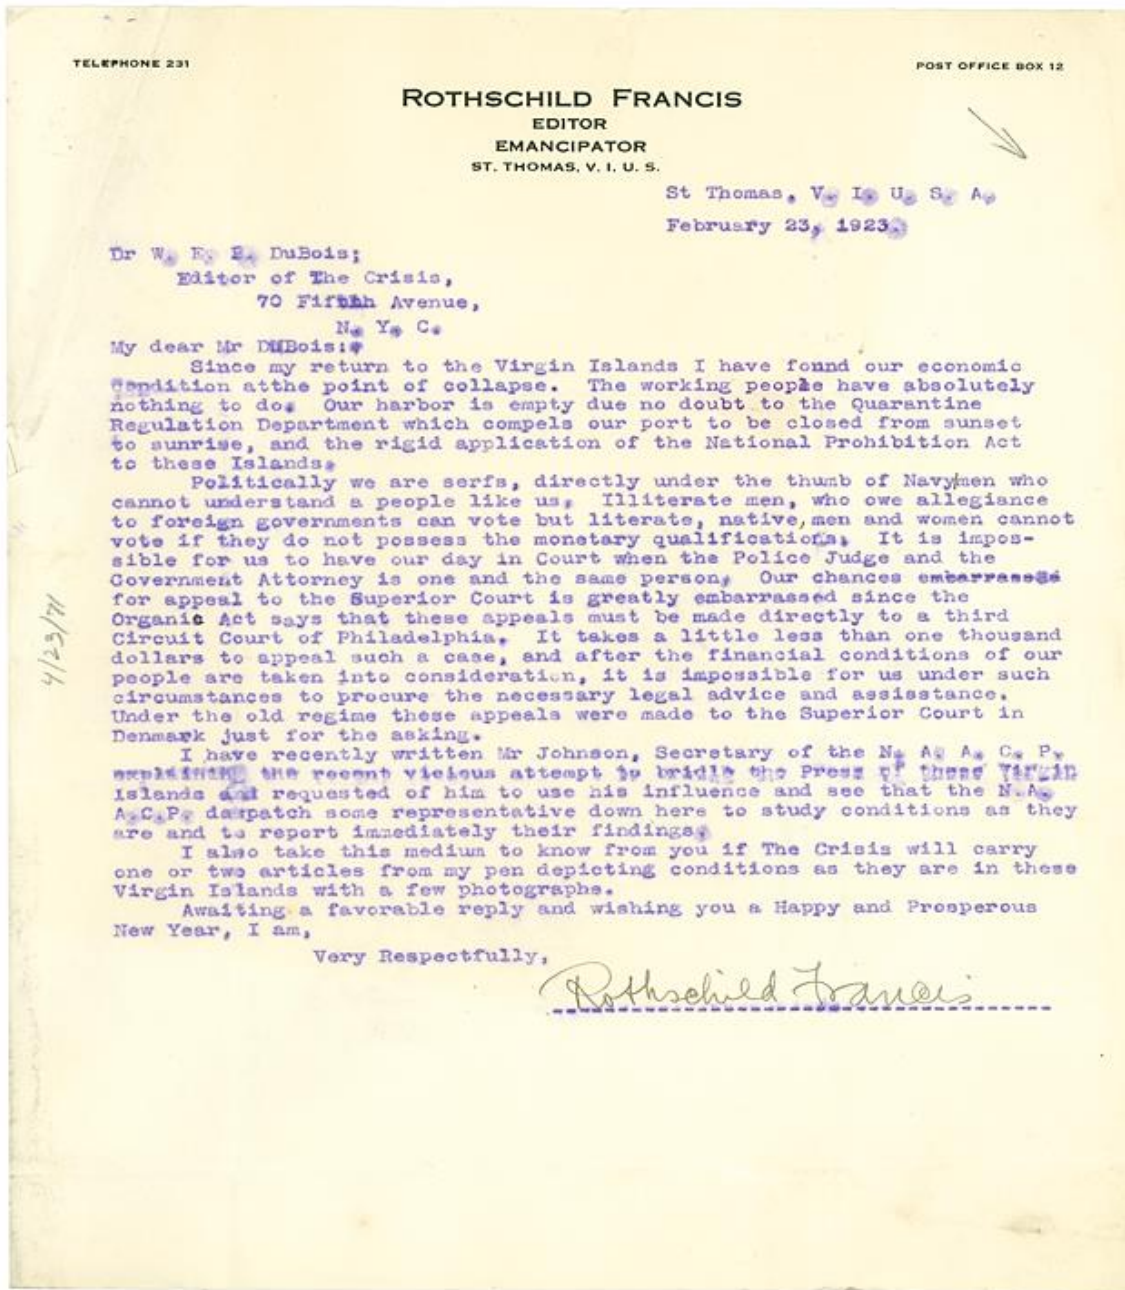 TELEPHONE 231
POST OFFICE BOX 12
ROTHSCHILD FRANCIS
EDITOR
EMANCIPATOR
ST. THOMAS, V. I. U. S.
St Thomas, V. I. U. S. A.
February 23, 1923.
Dr W. E. B. DuBois;
Editor of The Crisis,
70 Fifthh Avenue,
N. Y. C.
My dear Mr DUBois:
Since my return to the Virgin Islands I have found our economic
condition atthe point of collapse. The working people have absolutely
nothing to do. Our harbor is empty due no doubt to the Quarantine
Regulation Department which compels our port to be closed from sunset
to sunrise, and the rigid application of the National Prohibition Act
to these Islands.
Politically we are serfs, directly under the thumb of Navy men who
cannot understand a people like us. Illiterate men, who owe allegiance
to foreign governments can vote but literate, native, men and women cannot
vote if they do not possess the monetary qualifications. It is impos-
sible for us to have our day in Court when the Police Judge and the
Government Attorney is one and the same person. Our chances embarrassed
for appeal to the Superior Court is greatly embarrassed since the
Organic Act says that these appeals must be made directly to a third
Circuit Court of Philadelphia. It takes a little less than one thousand
dollars to appeal such a case, and after the financial conditions of our
people are taken into consideration, it is impossible for us under such
circumstances to procure the necessary legal advice and assisstance.
Under the old regime these appeals were made to the Superior Court in
Denmark just for the asking.
I have recently written Mr Johnson, Secretary of the N. A. A. C. P.
explaining the recent vicious attempt to bridle the Press of these Virgin
Islands and requested of him to use his influence and see that the N.A.
A.C.P. despatch some representative down here to study conditions as they
are and to report immediately their findings.
I also take this medium to know from you if The Crisis will carry
one or two articles from my pen depicting conditions as they are in these
Virgin Islands with a few photographs.
Awaiting a favorable reply and wishing you a Happy and Prosperous
New Year, I am,
Very Respectfully,
Rothschild Francis
4/23/71